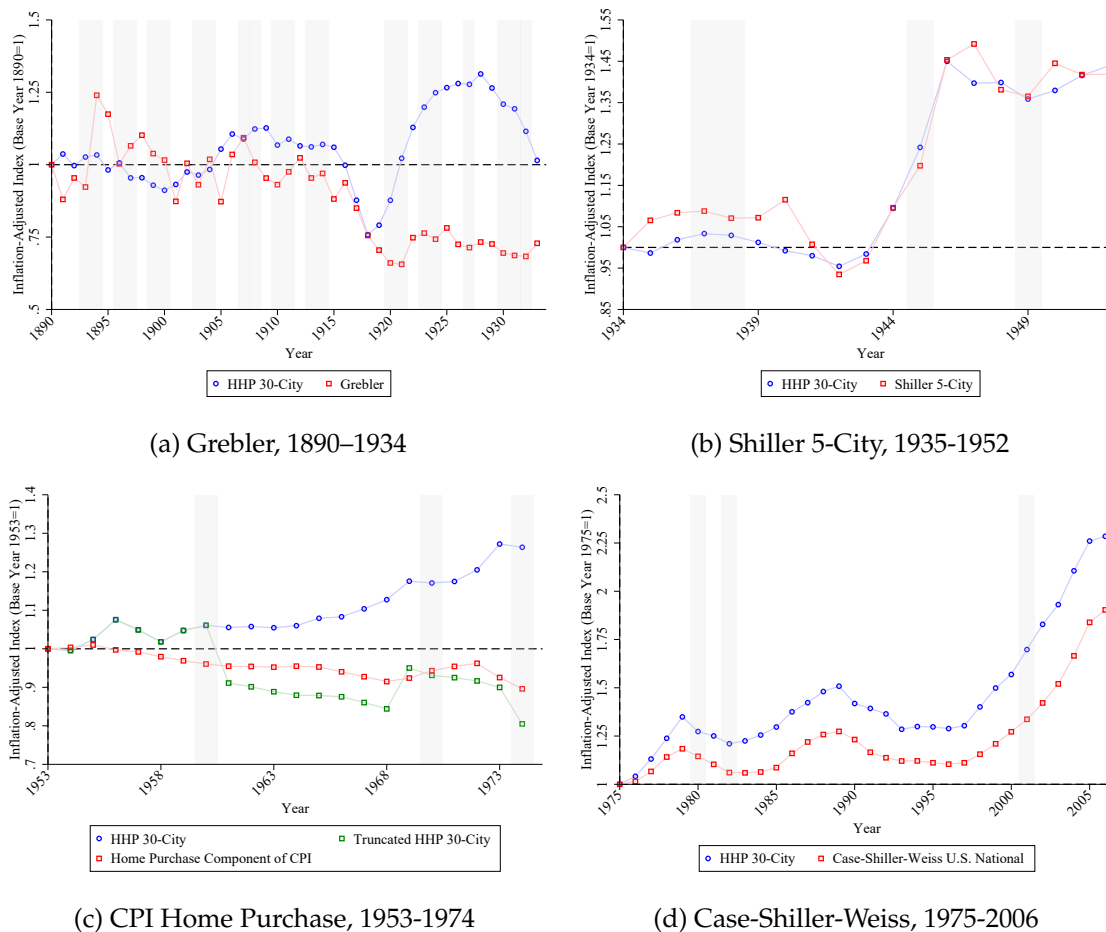 Inflation-Adjusted Index (Base Year 1890=1)
1.5
1.25
1
.75
.5
1890 1895 1900 1905 1910 1915 1920 1925 1930
Year
HHP 30-City Grebler
(a) Grebler, 1890–1934
Inflation-Adjusted Index (Base Year 1934=1)
1.55
1.45
1.35
1.25
1.15
1.05
.95
.85
1934 1939 1944 1949
Year
HHP 30-City Shiller 5-City
(b) Shiller 5-City, 1935-1952
Inflation-Adjusted Index (Base Year 1953=1)
1.4
1.3
1.2
1.1
1
.9
.8
.7
1953 1958 1963 1968 1973
Year
HHP 30-City Truncated HHP 30-City
Home Purchase Component of CPI
(c) CPI Home Purchase, 1953-1974
Inflation-Adjusted Index (Base Year 1975=1)
2.5
2.25
2
1.75
1.5
1.25
1
1975 1980 1985 1990 1995 2000 2005
Year
HHP 30-City Case-Shiller-Weiss U.S. National
(d) Case-Shiller-Weiss, 1975-2006